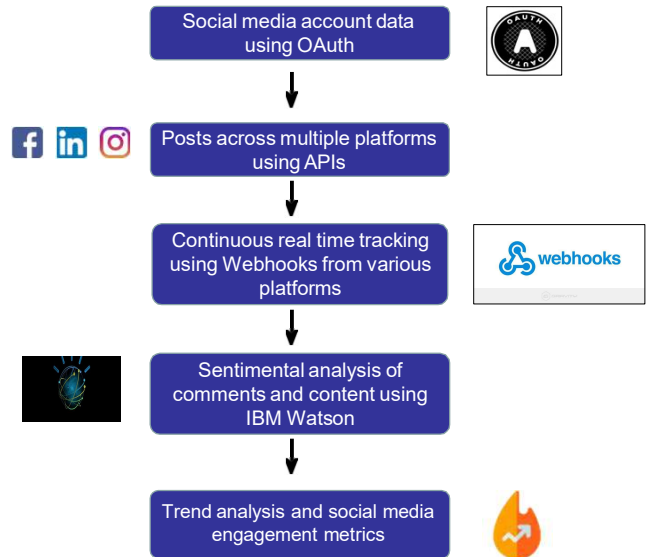 Social media account data
using OAuth
OAUTH
A
OAUTH
Posts across multiple platforms
using APIs
f
in
Continuous real time tracking
using Webhooks from various
platforms
webhooks
Sentimental analysis of
comments and content using
IBM Watson
Trend analysis and social media
engagement metrics